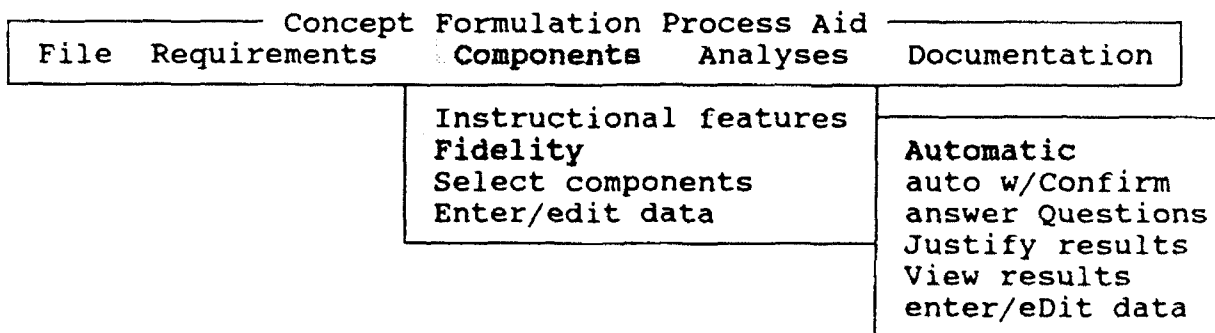 Concept Formulation Process Aid
File Requirements Components Analyses Documentation
Instructional features
Fidelity
Select components
Enter/edit data
Automatic
auto w/Confirm
answer Questions
Justify results
View results
enter/eDit data